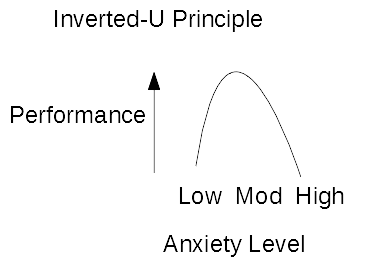 Inverted-U Principle
Performance
Low Mod High
Anxiety Level